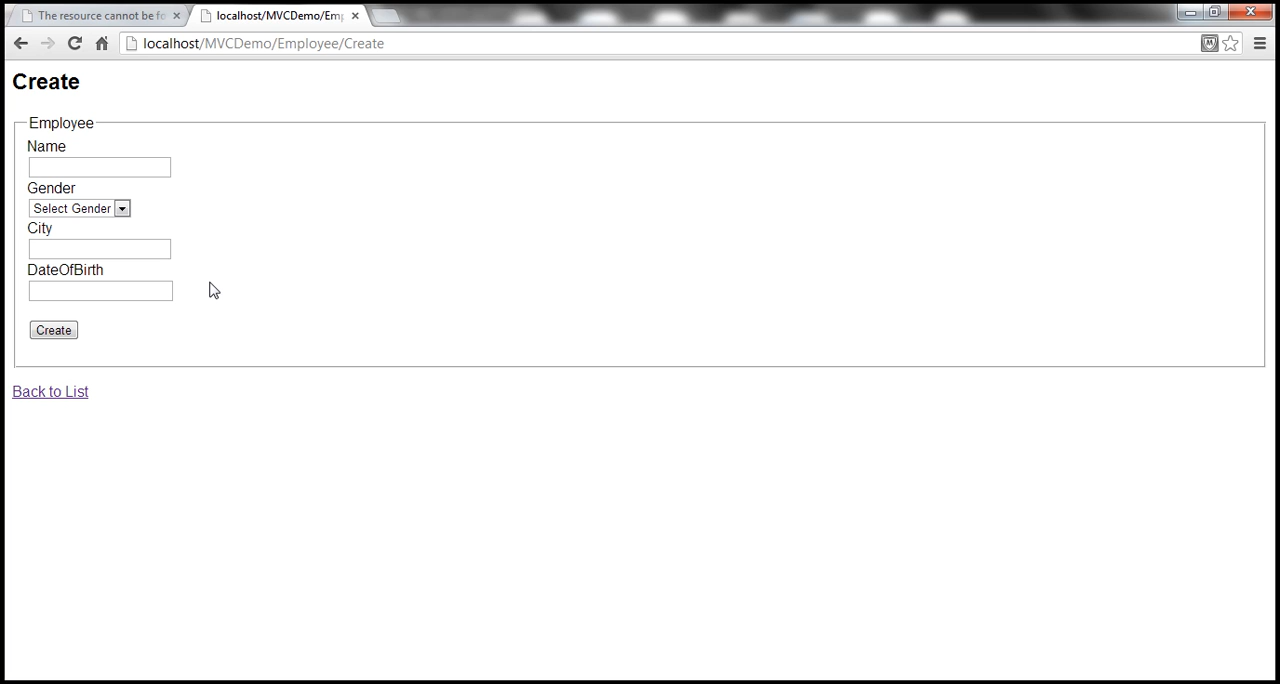 The resource cannot be fo
localhost/MVCDemo/Emp
localhost/MVCDemo/Employee/Create
Create
Employee
Name
Gender
Select Gender
City
DateOfBirth
Create
Back to List